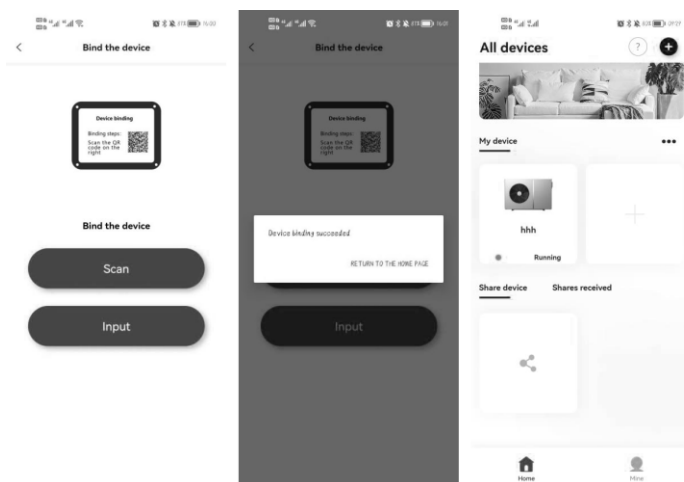 Bind the device
Device binding
Binding steps:
Scan the QR
code on the
right
Bind the device
Scan
Input
Bind the device
Device binding
Binding steps:
Scan the QR
code on the
right
Device binding succeeded
RETURN TO THE HOME PAGE
Input
All devices
?
My device
hhh
Running
Share device Shares received
Home Mine